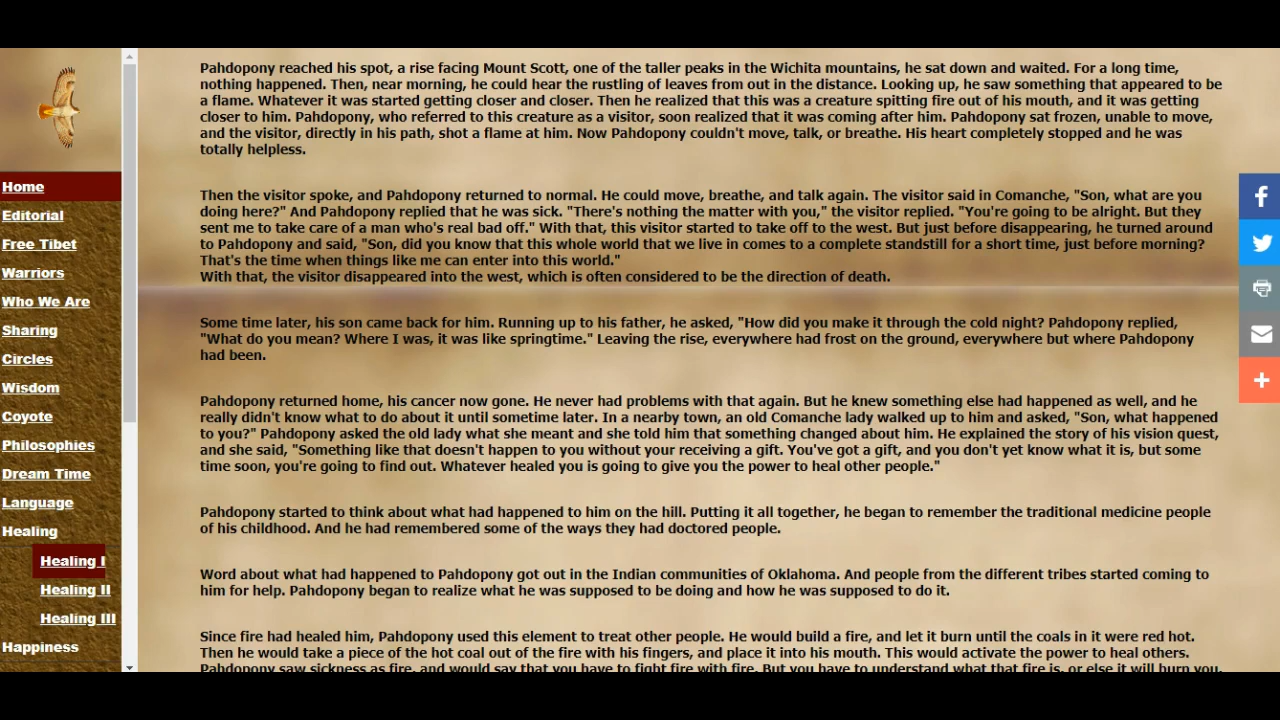 Home
Editorial
Free Tibet
Warriors
Who We Are
Sharing
Circles
Wisdom
Coyote
Philosophies
Dream Time
Language
Healing
Healing I
Healing II
Healing III
Happiness
Pahdopony reached his spot, a rise facing Mount Scott, one of the taller peaks in the Wichita mountains, he sat down and waited. For a long time,
nothing happened. Then, near morning, he could hear the rustling of leaves from out in the distance. Looking up, he saw something that appeared to be
a flame. Whatever it was started getting closer and closer. Then he realized that this was a creature spitting fire out of his mouth, and it was getting
closer to him. Pahdopony, who referred to this creature as a visitor, soon realized that it was coming after him. Pahdopony sat frozen, unable to move,
and the visitor, directly in his path, shot a flame at him. Now Pahdopony couldn't move, talk, or breathe. His heart completely stopped and he was
totally helpless.
Then the visitor spoke, and Pahdopony returned to normal. He could move, breathe, and talk again. The visitor said in Comanche, "Son, what are you
doing here?" And Pahdopony replied that he was sick. "There's nothing the matter with you," the visitor replied. "You're going to be alright. But they
sent me to take care of a man who's real bad off." With that, this visitor started to take off to the west. But just before disappearing, he turned around
to Pahdopony and said, "Son, did you know that this whole world that we live in comes to a complete standstill for a short time, just before morning?
That's the time when things like me can enter into this world."
With that, the visitor disappeared into the west, which is often considered to be the direction of death.
Some time later, his son came back for him. Running up to his father, he asked, "How did you make it through the cold night? Pahdopony replied,
"What do you mean? Where I was, it was like springtime." Leaving the rise, everywhere had frost on the ground, everywhere but where Pahdopony
had been.
Pahdopony returned home, his cancer now gone. He never had problems with that again. But he knew something else had happened as well, and he
really didn't know what to do about it until sometime later. In a nearby town, an old Comanche lady walked up to him and asked, "Son, what happened
to you?" Pahdopony asked the old lady what she meant and she told him that something changed about him. He explained the story of his vision quest,
and she said, "Something like that doesn't happen to you without your receiving a gift. You've got a gift, and you don't yet know what it is, but some
time soon, you're going to find out. Whatever healed you is going to give you the power to heal other people."
Pahdopony started to think about what had happened to him on the hill. Putting it all together, he began to remember the traditional medicine people
of his childhood. And he had remembered some of the ways they had doctored people.
Word about what had happened to Pahdopony got out in the Indian communities of Oklahoma. And people from the different tribes started coming to
him for help. Pahdopony began to realize what he was supposed to be doing and how he was supposed to do it.
Since fire had healed him, Pahdopony used this element to treat other people. He would build a fire, and let it burn until the coals in it were red hot.
Then he would take a piece of the hot coal out of the fire with his fingers, and place it into his mouth. This would activate the power to heal others.
Pahdopony saw sickness as fire, and would say that you have to fight fire with fire. But you have to understand what that fire is, or else it will burn you.